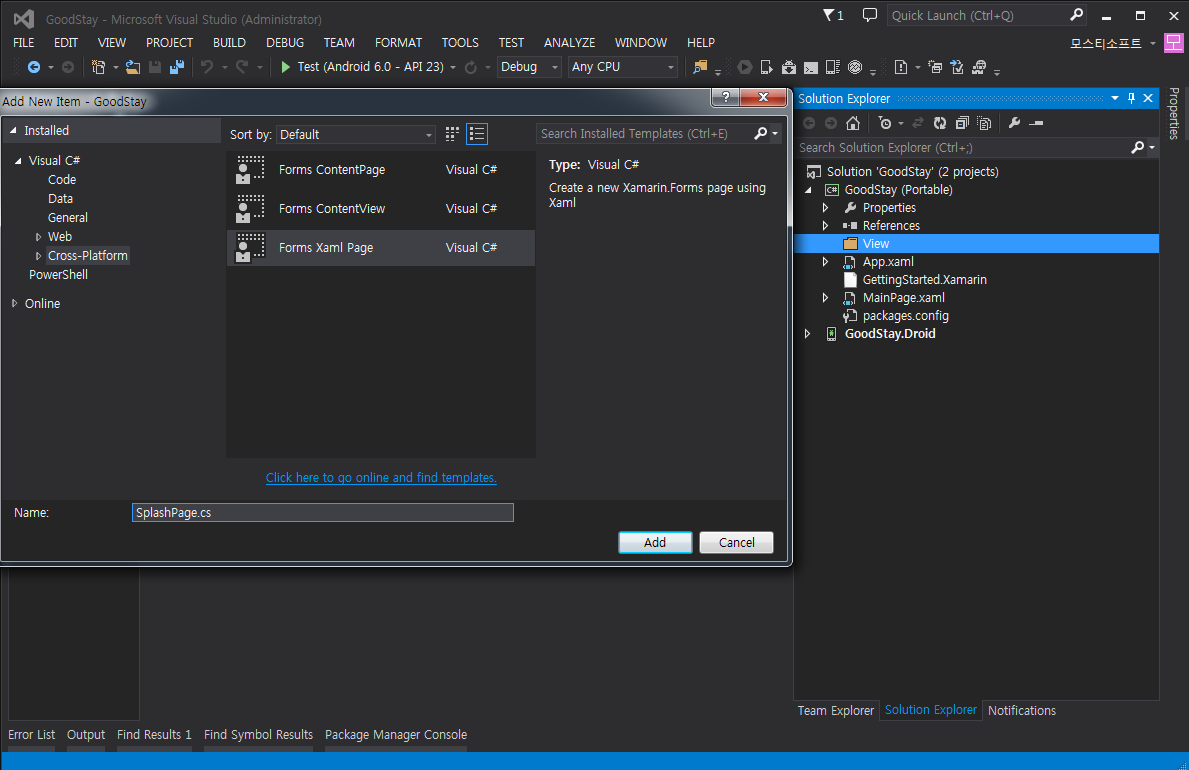 GoodStay - Microsoft Visual Studio (Administrator)
1
Quick Launch (Ctrl+Q)
FILE EDIT VIEW PROJECT BUILD DEBUG TEAM FORMAT TOOLS TEST ANALYZE WINDOW HELP
모스티소프트
Test (Android 6.0 - API 23)
Debug
Any CPU
Add New Item - GoodStay
?
Installed
Sort by: Default
Search Installed Templates (Ctrl+E)
Visual C#
Code
Data
General
Web
Cross-Platform
PowerShell
Online
Forms ContentPage Visual C#
Forms ContentView Visual C#
Forms Xaml Page Visual C#
Type: Visual C#
Create a new Xamarin.Forms page using
Xaml
Click here to go online and find templates.
Name: SplashPage.cs
Add
Cancel
Solution Explorer
Search Solution Explorer (Ctrl+;)
Solution 'GoodStay' (2 projects)
C# GoodStay (Portable)
Properties
References
View
App.xaml
GettingStarted.Xamarin
MainPage.xaml
packages.config
GoodStay.Droid
Properties
Team Explorer Solution Explorer Notifications
Error List Output Find Results 1 Find Symbol Results Package Manager Console